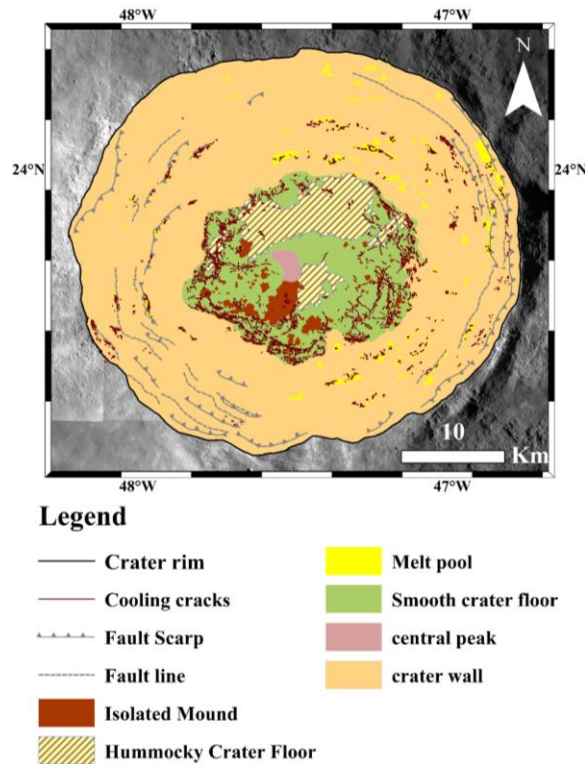 48°W 47°W
N
24°N 24°N
10
Km
48°W 47°W
Legend
Crater rim
Cooling cracks
Fault Scarp
Fault line
Isolated Mound
Hummocky Crater Floor
Melt pool
Smooth crater floor
central peak
crater wall